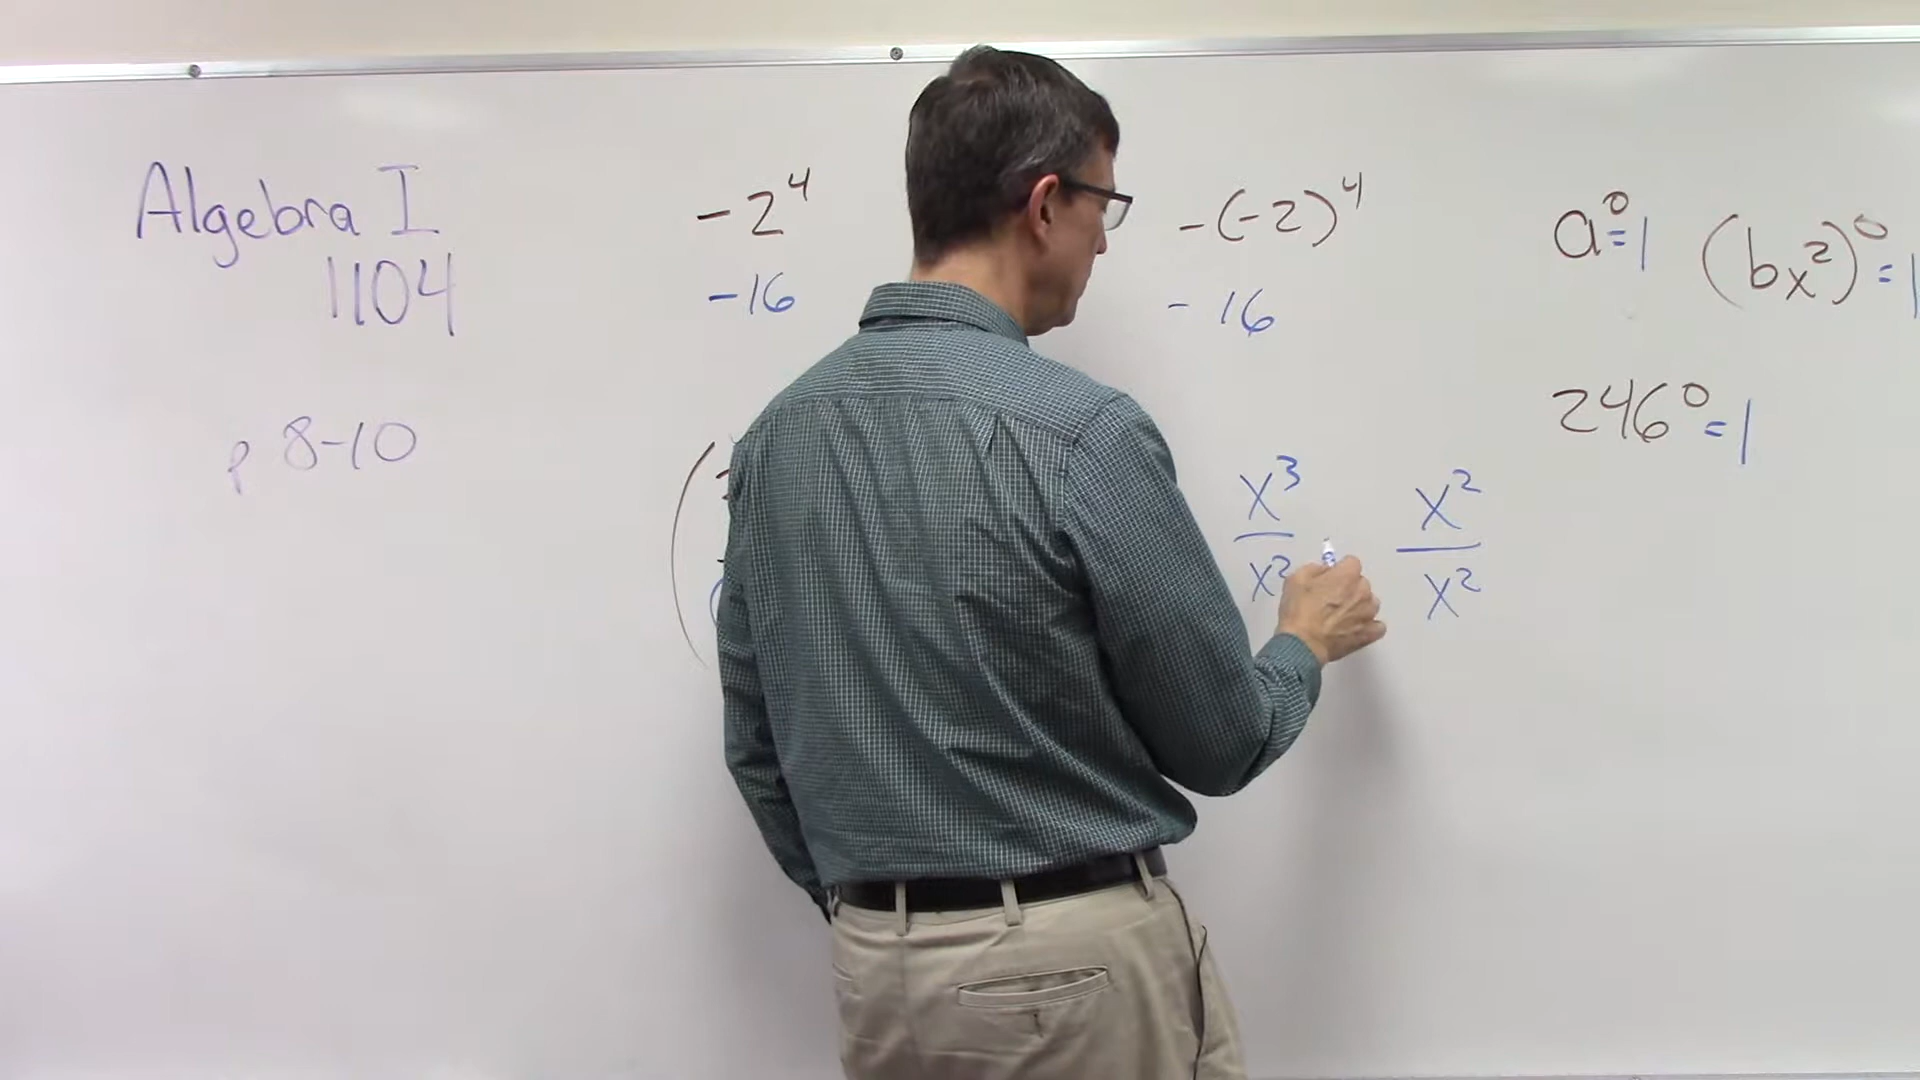 Algebra I
1104
p 8-10
-2⁴
-16
-(-2)⁴
-16
a⁰=1
(bx²)⁰=1
246⁰=1
x³
x²
x²
x²